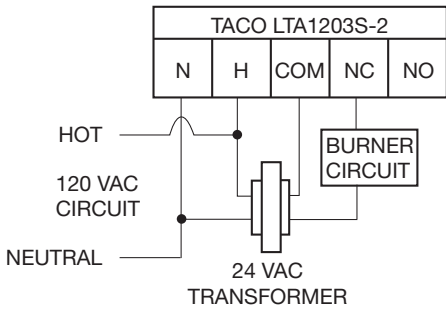 TACO LTA1203S-2
N H COM NC NO
HOT
BURNER
CIRCUIT
120 VAC
CIRCUIT
NEUTRAL
24 VAC
TRANSFORMER